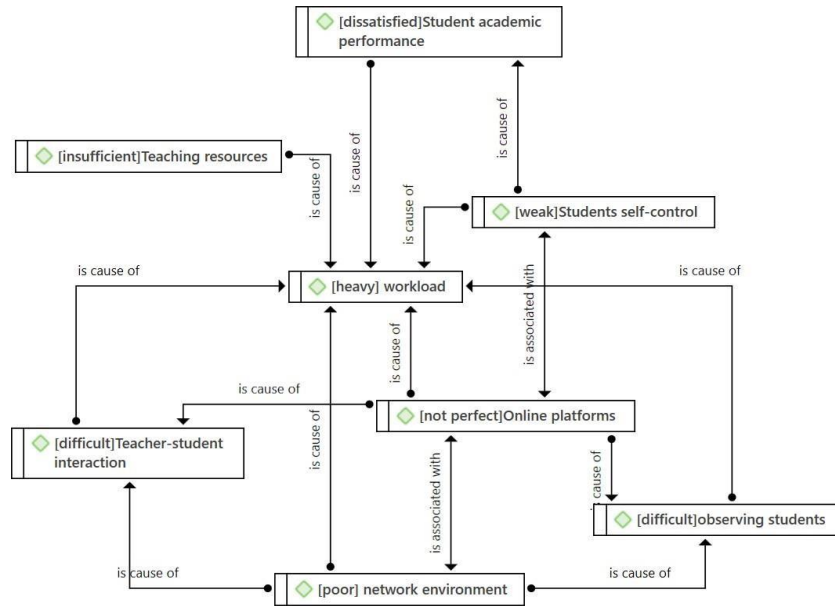 [dissatisfied]Student academic
performance
is cause of
is cause of
[insufficient]Teaching resources
is cause of
is cause of
[weak]Students self-control
is cause of
is associated with
is cause of
[heavy] workload
is cause of
is cause of
is cause of
[not perfect]Online platforms
[difficult]Teacher-student
interaction
is associated with
is cause of
[difficult]observing students
is cause of
[poor] network environment
is cause of